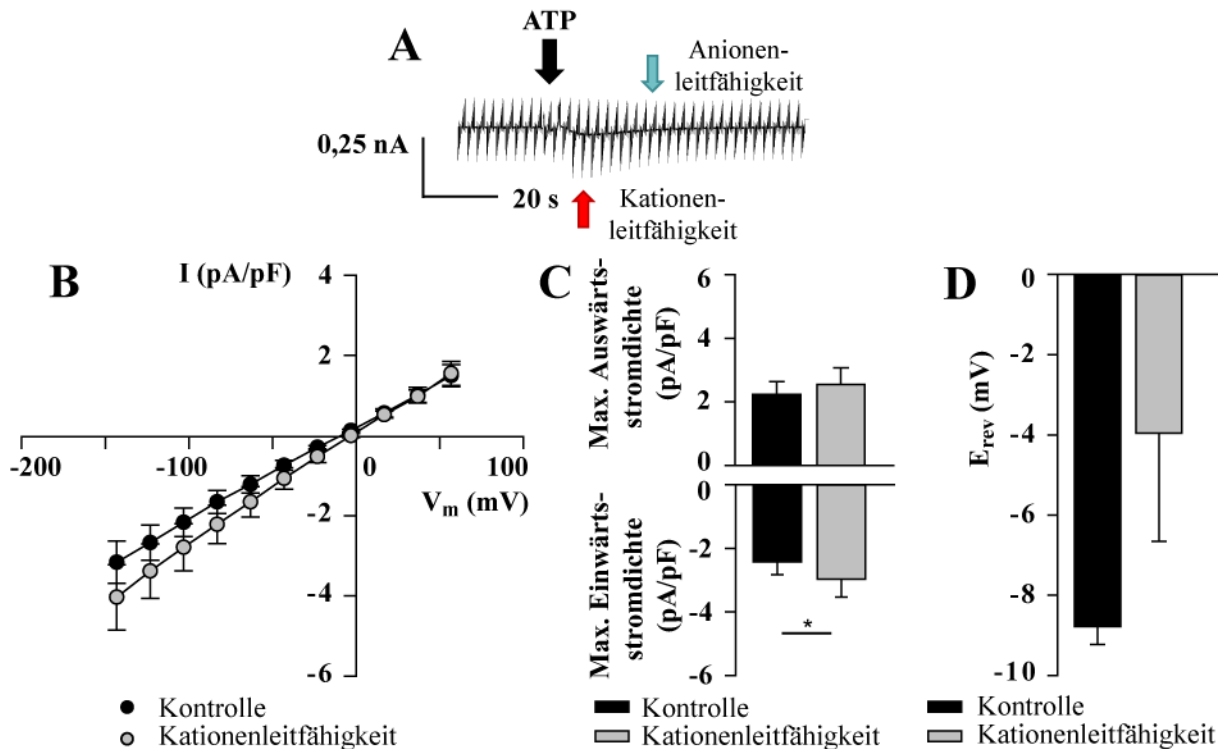 A
ATP
Anionen-
leitfähigkeit
0,25 nA
20 s
Kationen-
leitfähigkeit
B
I (pA/pF)
4
2
-200
-100
0
100
V_m (mV)
-2
-4
-6
Kontrolle
Kationenleitfähigkeit
C
Max. Auswärts-
stromdichte
(pA/pF)
6
4
2
0
Max. Einwärts-
stromdichte
(pA/pF)
0
-2
-4
-6
*
Kontrolle
Kationenleitfähigkeit
D
E_rev (mV)
0
-2
-4
-6
-8
-10
Kontrolle
Kationenleitfähigkeit